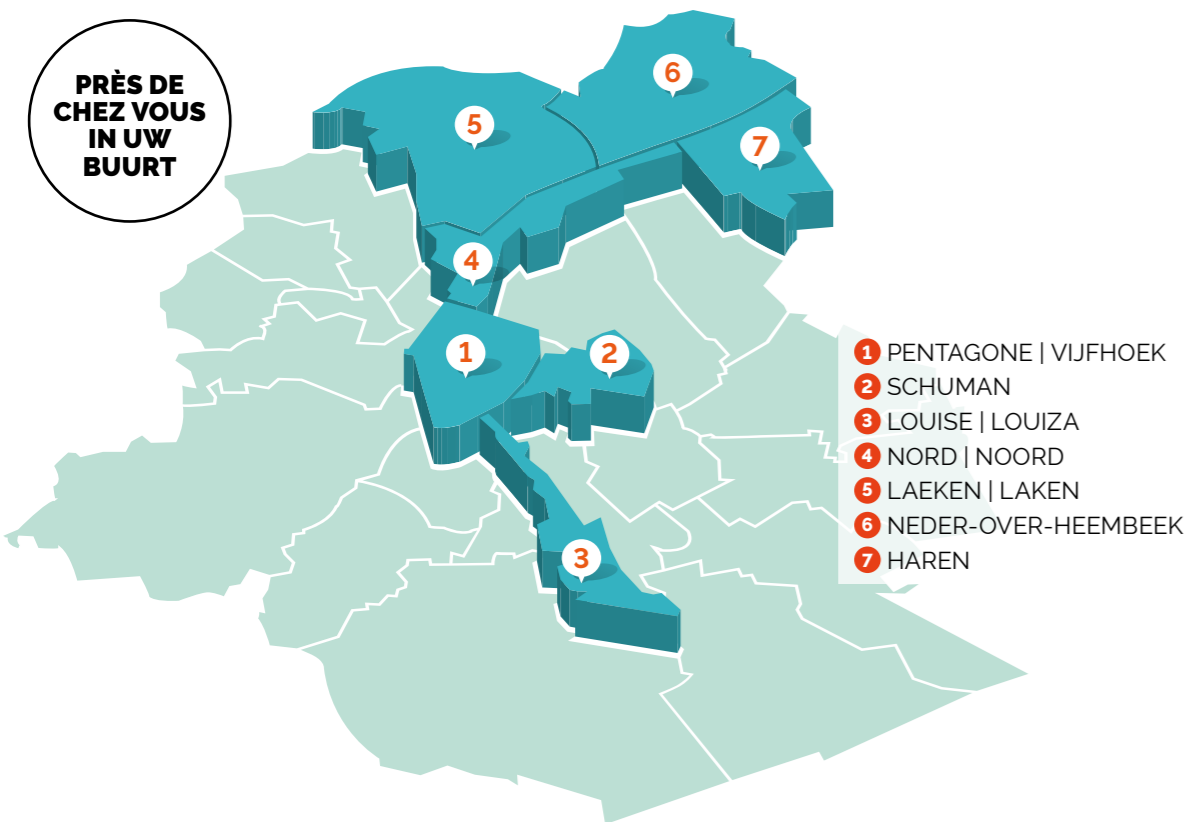 PRÈS DE
CHEZ VOUS
IN UW
BUURT
6
5
7
4
1
2
3
1 PENTAGONE | VIJFHOEK
2 SCHUMAN
3 LOUISE | LOUIZA
4 NORD | NOORD
5 LAEKEN | LAKEN
6 NEDER-OVER-HEEMBEEK
7 HAREN